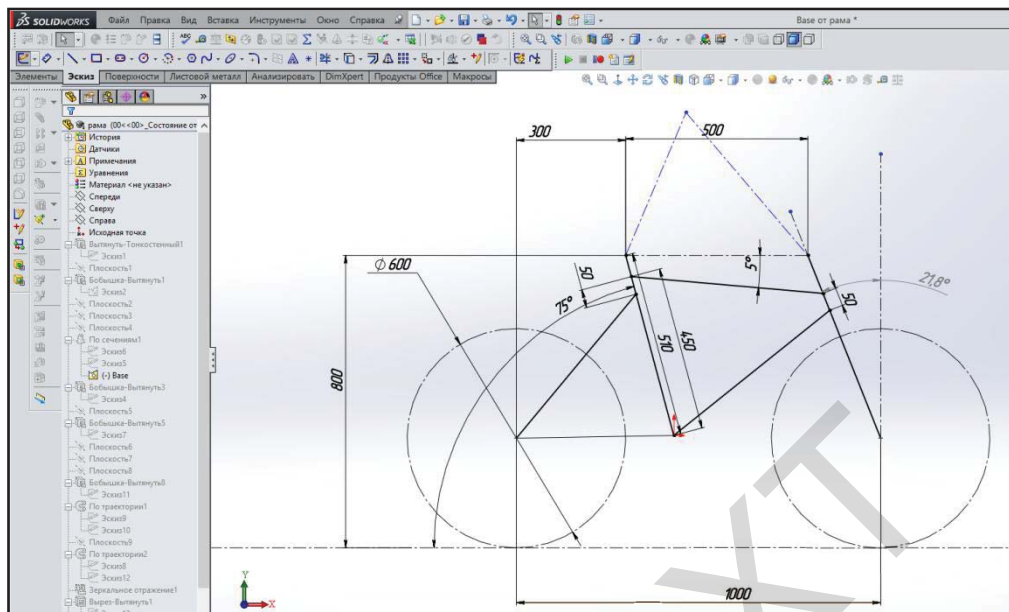 SOLIDWORKS Файл Правка Вид Вставка Инструменты Окно Справка Base от рама *
Элементы Эскиз Поверхности Листовой металл Анализировать DimXpert Продукты Office Макросы
рама (00<<00>_Состояние от
История
Датчики
Примечания
Уравнения
Материал <не указан>
Спереди
Сверху
Справа
Исходная точка
Вытянуть-Тонкостенный1
Эскиз1
Плоскость1
Бобышка-Вытянуть1
Эскиз2
Плоскость2
Плоскость3
Плоскость4
По сечениям1
Эскиз6
Эскиз5
(-) Base
Бобышка-Вытянуть3
Эскиз4
Плоскость5
Бобышка-Вытянуть5
Эскиз7
Плоскость6
Плоскость7
Плоскость8
Бобышка-Вытянуть8
Эскиз11
По траектории1
Эскиз9
Эскиз10
Плоскость9
По траектории2
Эскиз8
Эскиз12
Зеркальное отражение1
Вырез-Вытянуть1
300
500
Ø 600
50
75°
5°
21,8°
50
510
450
800
1000
Y
X
XT